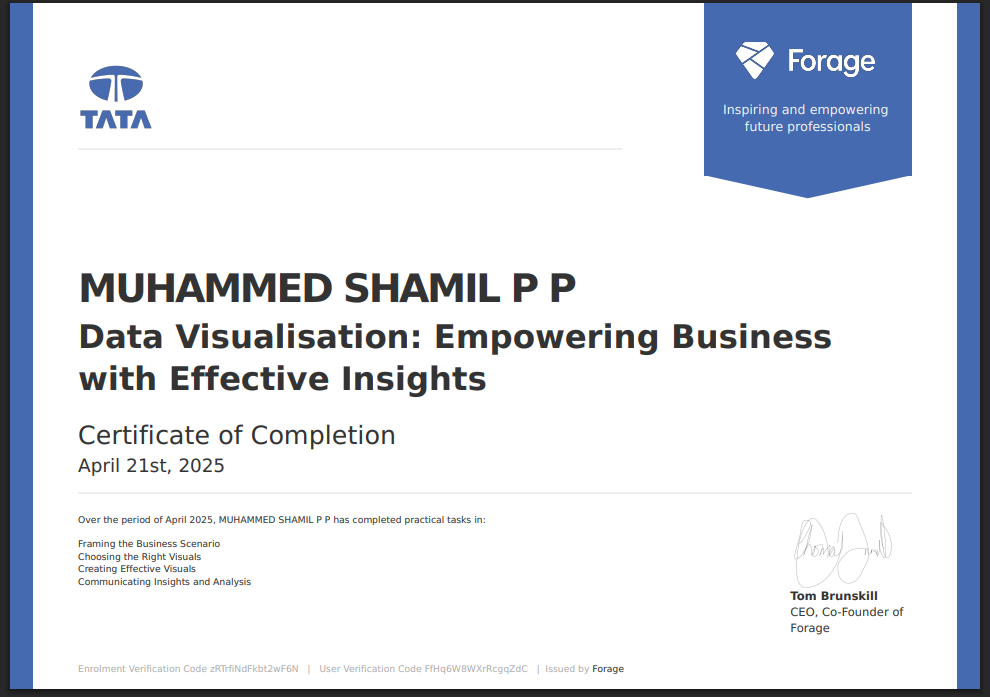 TATA
Forage
Inspiring and empowering
future professionals
MUHAMMED SHAMIL P P
Data Visualisation: Empowering Business
with Effective Insights
Certificate of Completion
April 21st, 2025
Over the period of April 2025, MUHAMMED SHAMIL P P has completed practical tasks in:
Framing the Business Scenario
Choosing the Right Visuals
Creating Effective Visuals
Communicating Insights and Analysis
Tom Brunskill
CEO, Co-Founder of
Forage
Enrolment Verification Code zRTrfiNdFkbt2wF6N | User Verification Code FfHq6W8WXrRcgqZdC | Issued by Forage